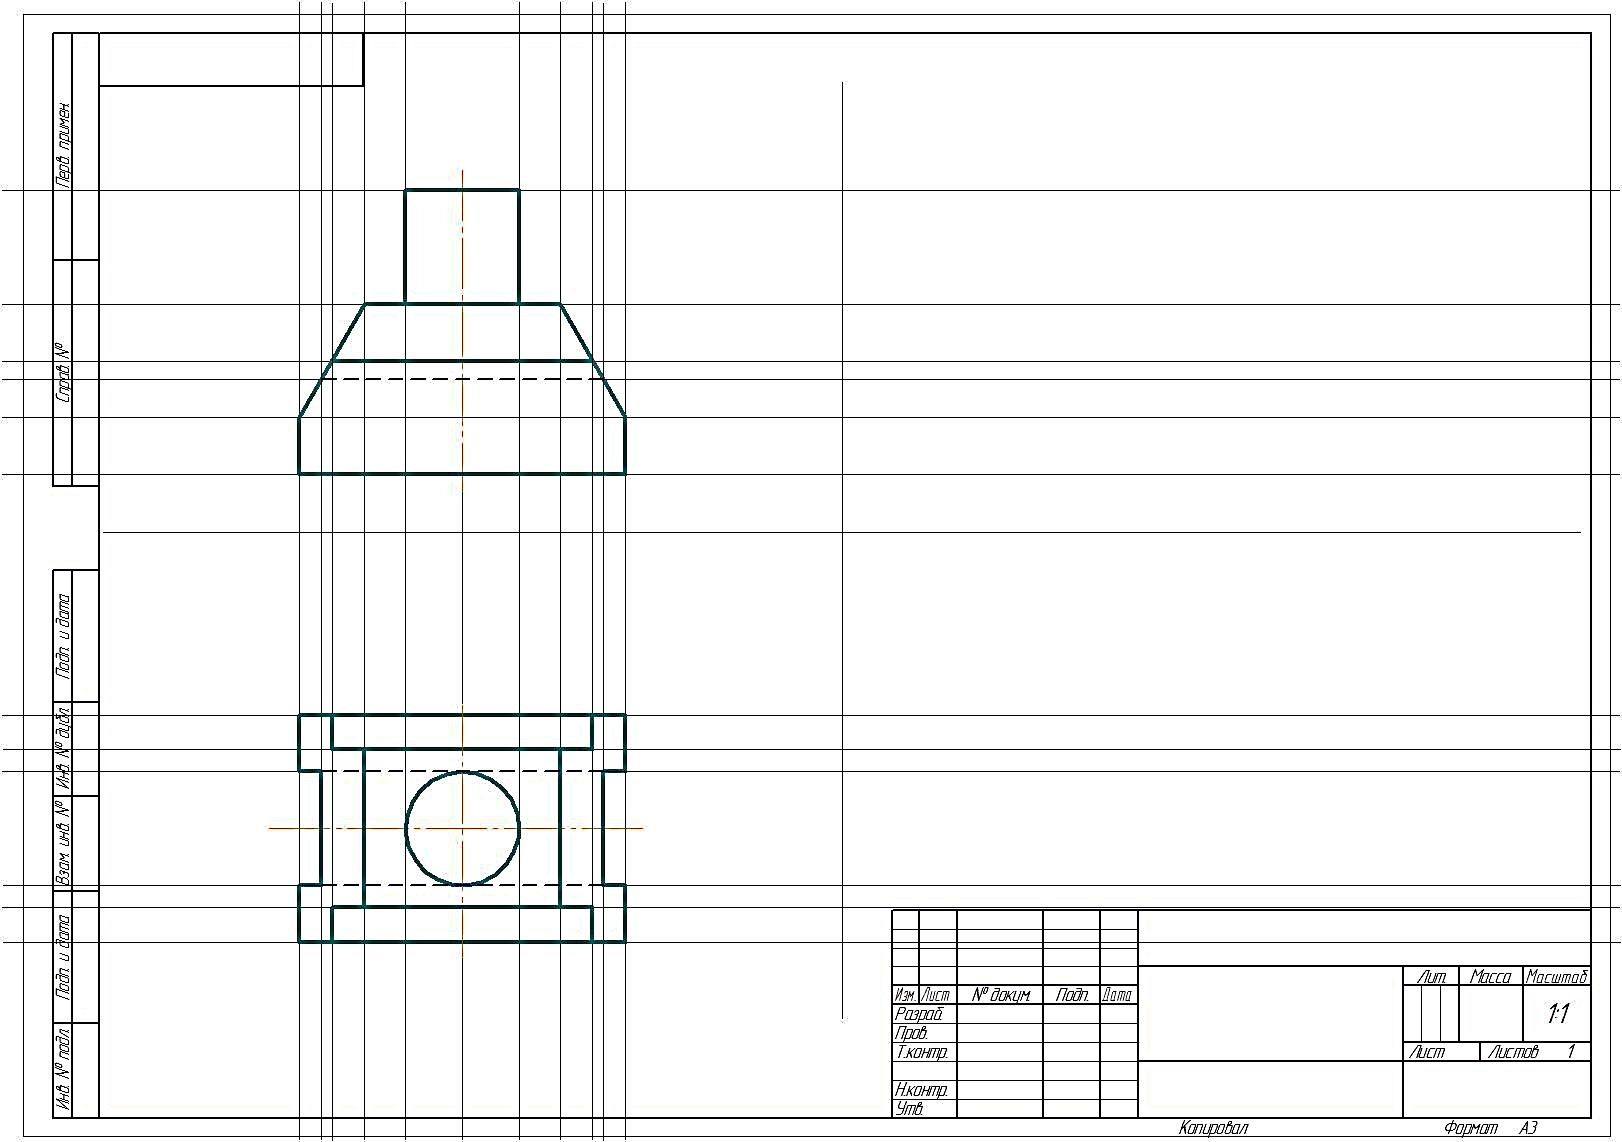 Перв. примен.
Справ. №
Подп. и дата
Инв. № дубл.
Взам. инв. №
Подп. и дата
Инв. № подл.
Изм. Лист № докум. Подп. Дата
Разраб.
Пров.
Т.контр.
Н.контр.
Утв.
Лит. Масса Масштаб
1:1
Лист Листов 1
Копировал Формат А3